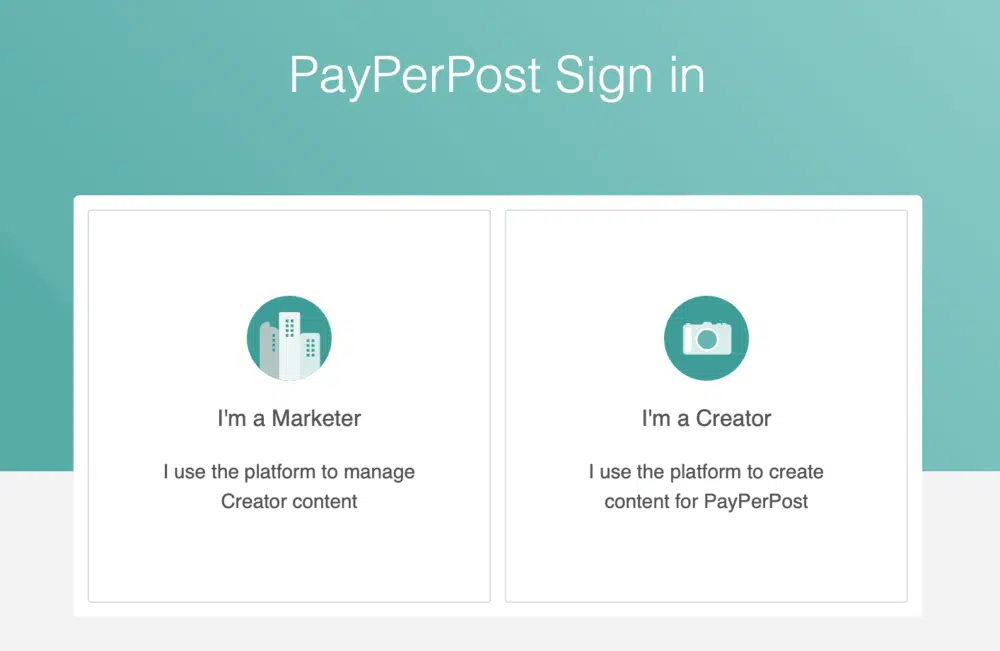 PayPerPost Sign in
I'm a Marketer
I use the platform to manage
Creator content
I'm a Creator
I use the platform to create
content for PayPerPost